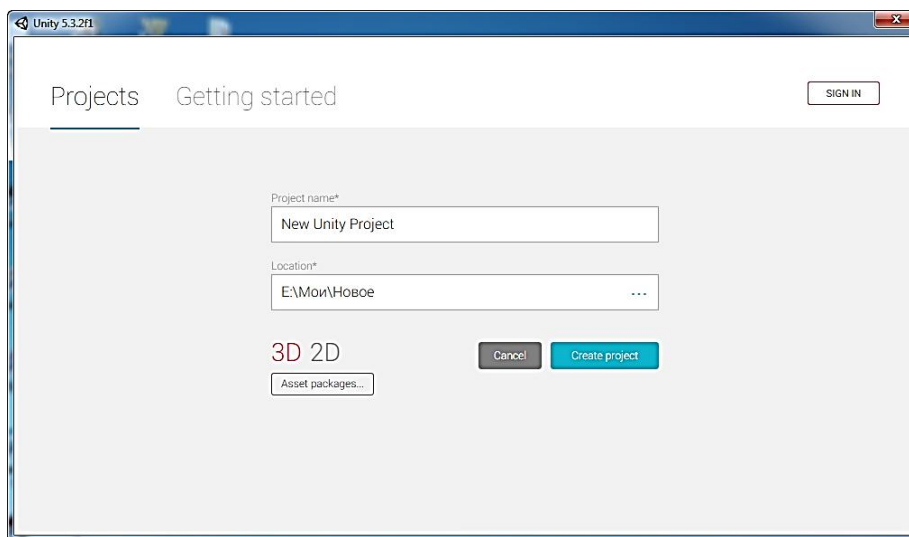 Unity 5.3.2f1
Projects Getting started
SIGN IN
Project name*
New Unity Project
Location*
E:\Мои\Новое
...
3D 2D
Cancel
Create project
Asset packages...